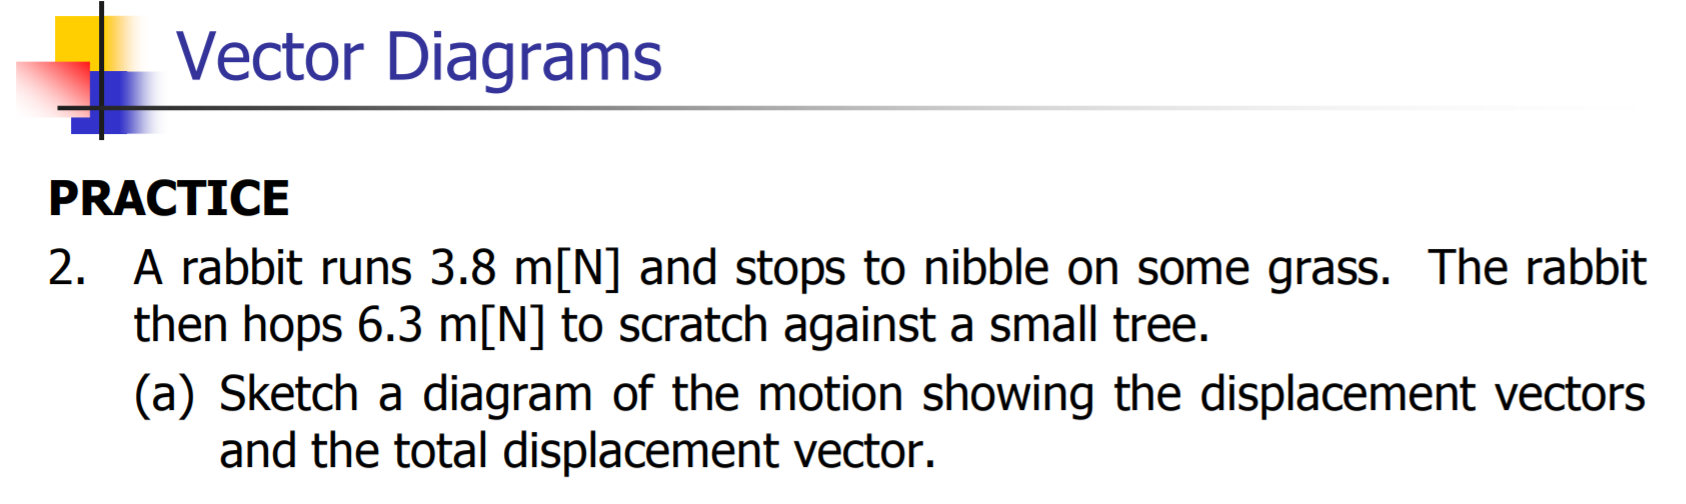 Vector Diagrams
PRACTICE
2. A rabbit runs 3.8 m[N] and stops to nibble on some grass. The rabbit
then hops 6.3 m[N] to scratch against a small tree.
(a) Sketch a diagram of the motion showing the displacement vectors
and the total displacement vector.